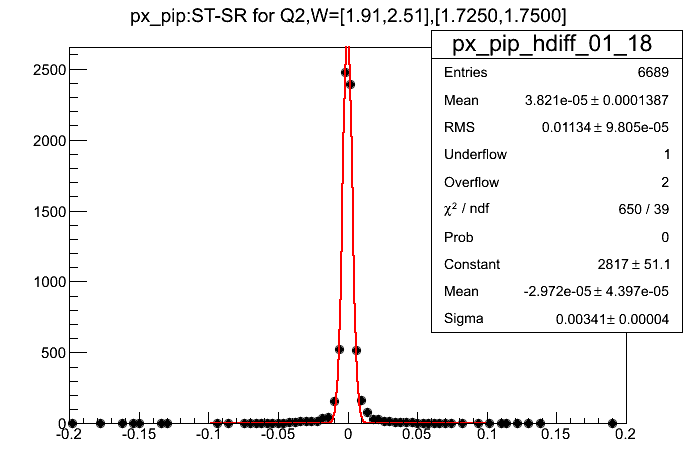 px_pip:ST-SR for Q2,W=[1.91,2.51],[1.7250,1.7500]
px_pip_hdiff_01_18
Entries 6689
Mean 3.821e-05 ± 0.0001387
RMS 0.01134 ± 9.805e-05
Underflow 1
Overflow 2
χ² / ndf 650 / 39
Prob 0
Constant 2817 ± 51.1
Mean -2.972e-05 ± 4.397e-05
Sigma 0.00341 ± 0.00004
2500
2000
1500
1000
500
0
-0.2 -0.15 -0.1 -0.05 0 0.05 0.1 0.15 0.2